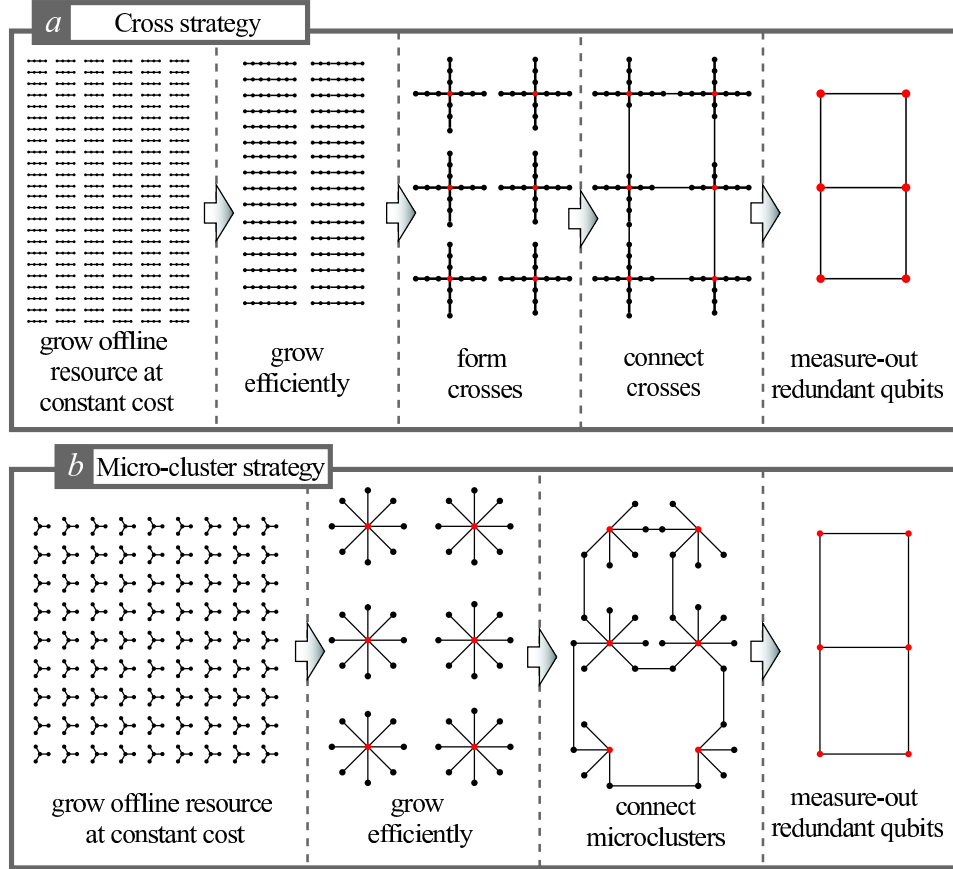 a Cross strategy
grow offline
resource at
constant cost
grow
efficiently
form
crosses
connect
crosses
measure-out
redundant qubits
b Micro-cluster strategy
grow offline resource
at constant cost
grow
efficiently
connect
microclusters
measure-out
redundant qubits